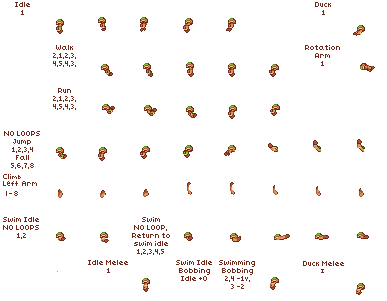 Idle
1
Duck
1
Walk
2,1,2,3,
4,5,4,3,
Rotation
Arm
1
Run
2,1,2,3,
4,5,4,3,
NO LOOPS
Jump
1,2,3,4
Fall
5,6,7,8
Climb
Left Arm
1-8
Swim Idle
NO LOOPS
1,2
Swim
NO LOOP,
Return to
swim idle
1,2,3,4,5
Idle Melee
1
Swim Idle
Bobbing
Idle +0
Swimming
Bobbing
2,4 -1v,
3 -2
Duck Melee
1